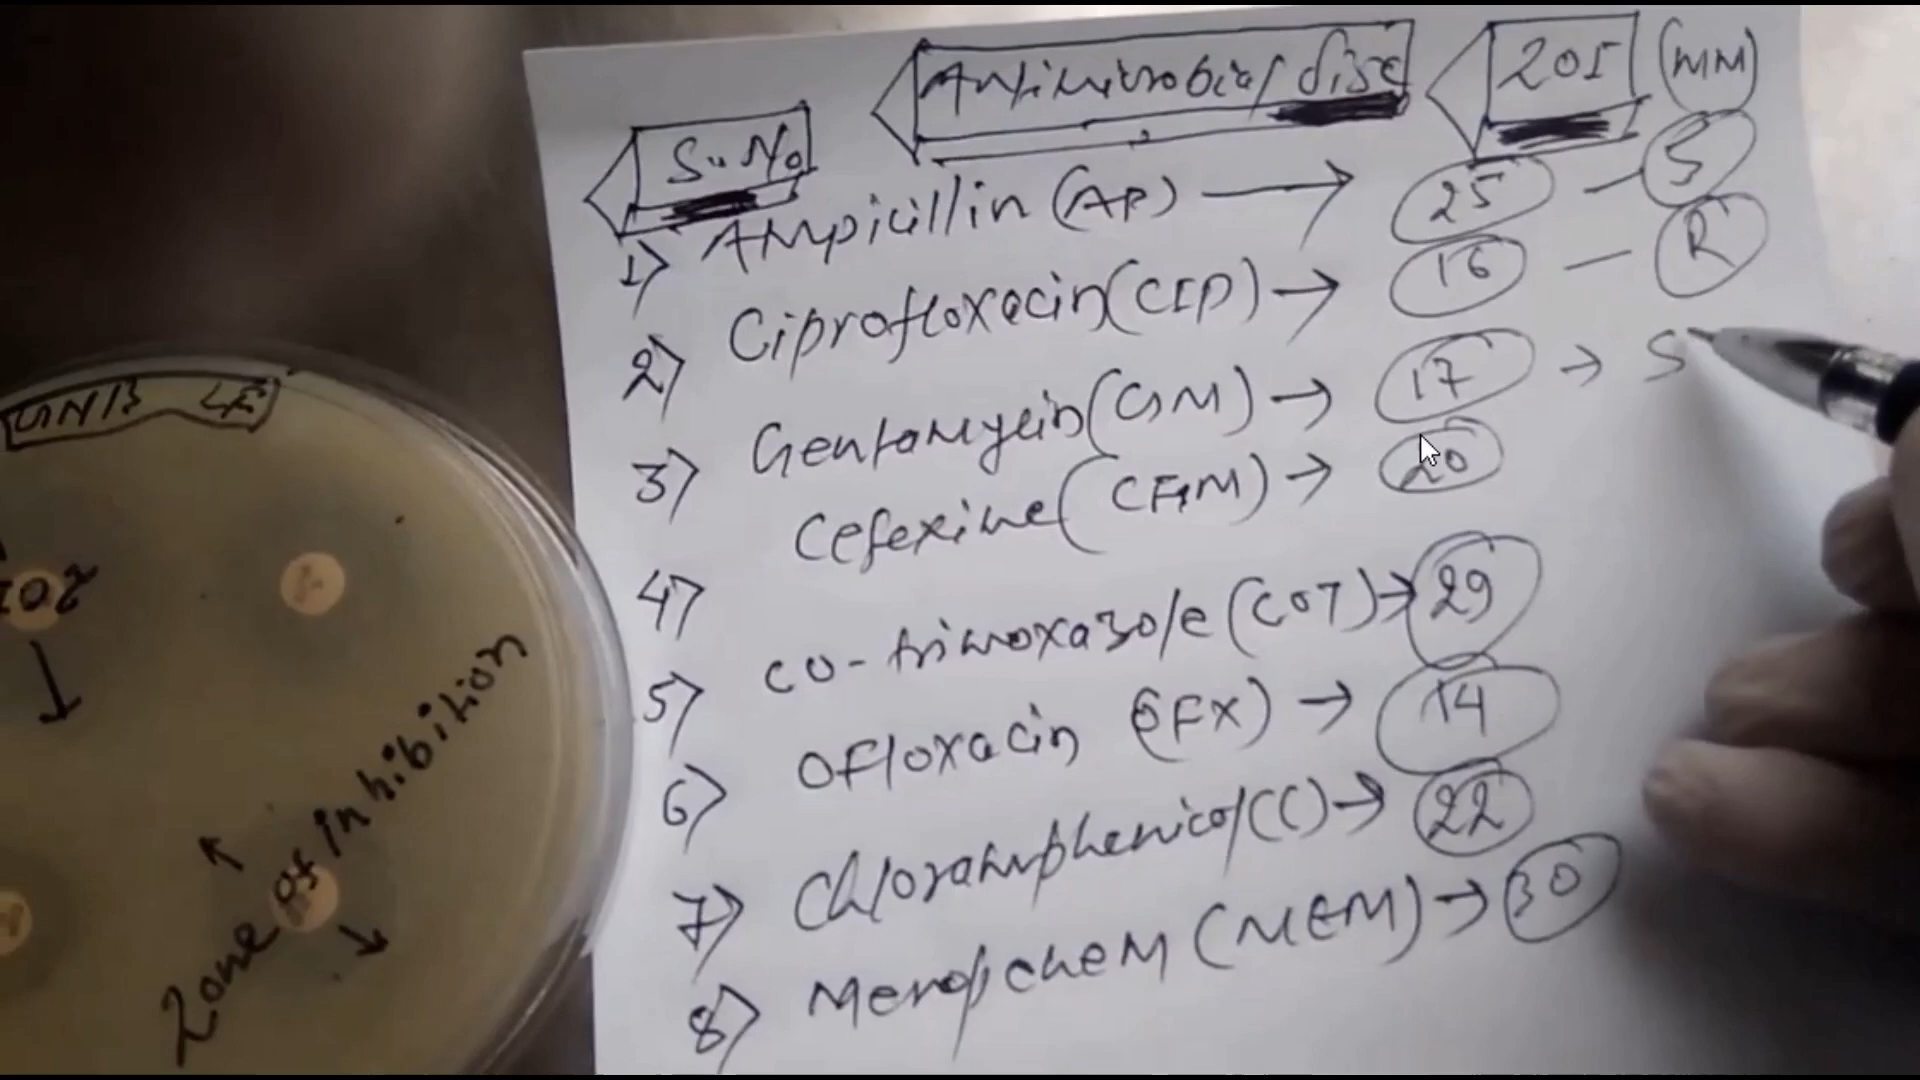 S.No Antimicrobial disc ZOI (MM)
1) Ampicillin (AP) → 25 - S
2) Ciprofloxacin (CIP) → 16 - R
3) Gentamycin (GM) → 17 → S
4) Cefexime (CFM) → 20
5) Co-trimoxazole (COT) → 29
6) Ofloxacin (OFX) → 14
7) Chloramphenicol (C) → 22
8) Meropenem (MEM) → 30
ZOI
Zone of inhibition